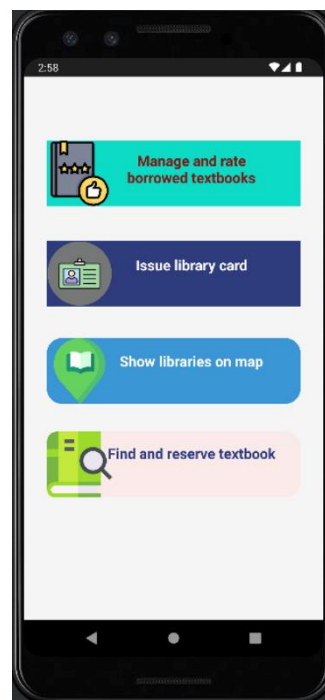 2:58
Manage and rate
borrowed textbooks
Issue library card
Show libraries on map
Find and reserve textbook